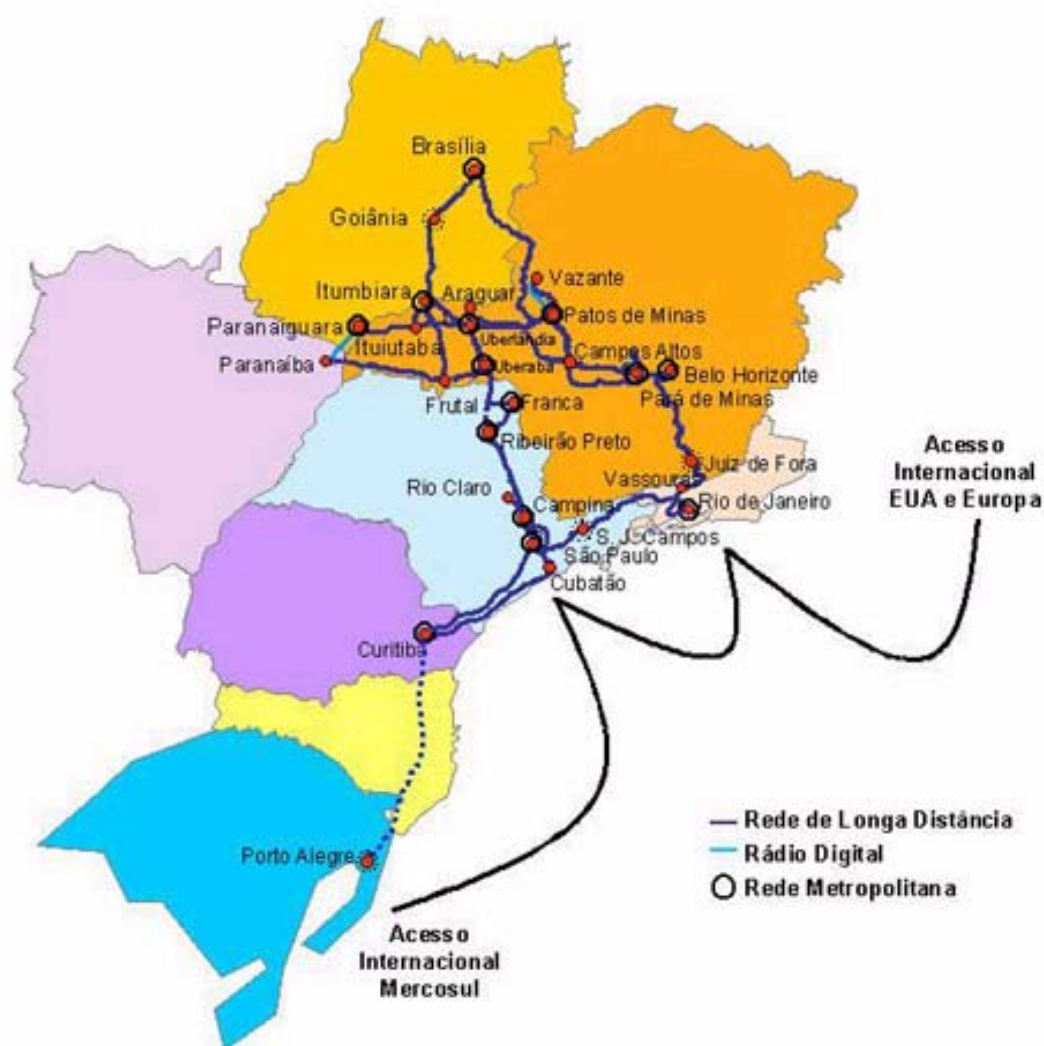 Brasília
Goiânia
Vazante
Itumbiara
Araguar
Patos de Minas
Paranaiguara
Uberlândia
Ituiutaba
Campos Altos
Paranaíba
Uberaba
Belo Horizonte
Pará de Minas
Frutal
Franca
Ribeirão Preto
Acesso
Internacional
EUA e Europa
Juiz de Fora
Vassouras
Rio Claro
Rio de Janeiro
Campina
S. J. Campos
São Paulo
Cubatão
Curitiba
Rede de Longa Distância
Rádio Digital
Rede Metropolitana
Porto Alegre
Acesso
Internacional
Mercosul